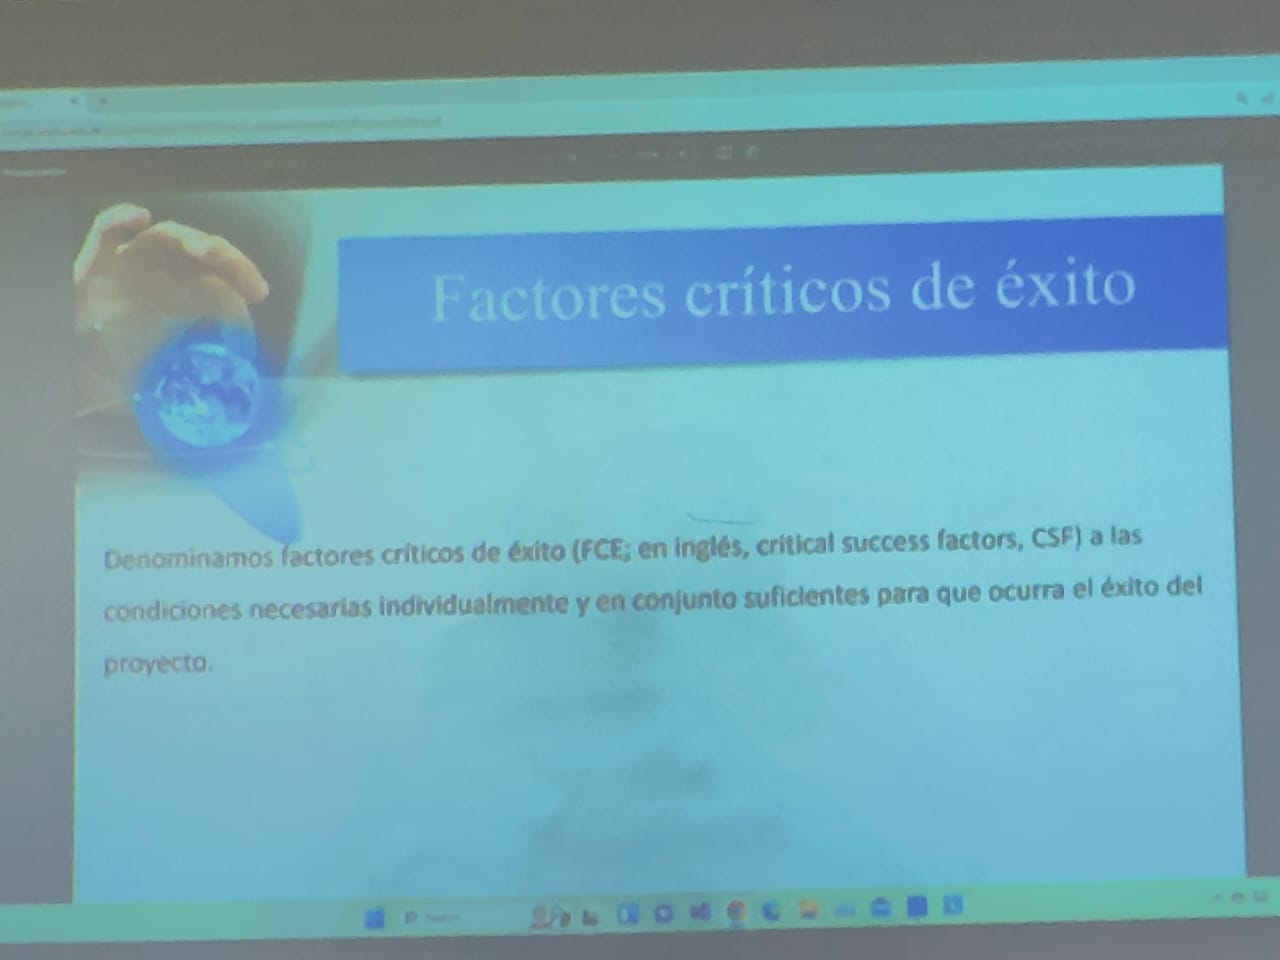 Factores críticos de éxito
Denominamos factores críticos de éxito (FCE; en inglés, critical success factors, CSF) a las
condiciones necesarias individualmente y en conjunto suficientes para que ocurra el éxito del
proyecto.